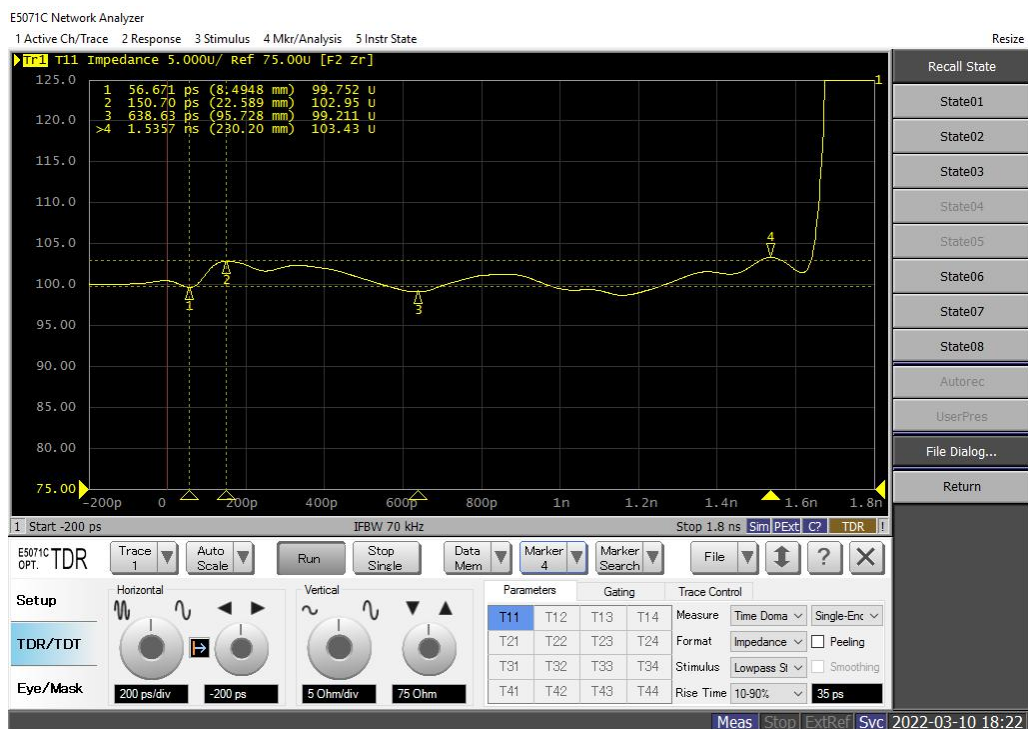 E5071C Network Analyzer
1 Active Ch/Trace 2 Response 3 Stimulus 4 Mkr/Analysis 5 Instr State
Resize
Tr1 T11 Impedance 5.000U/ Ref 75.00U [F2 Zr]
1 56.671 ps (8.4948 mm) 99.752 U
2 150.70 ps (22.589 mm) 102.95 U
3 638.63 ps (95.728 mm) 99.211 U
>4 1.5357 ns (230.20 mm) 103.43 U
125.0
120.0
115.0
110.0
105.0
100.0
95.00
90.00
85.00
80.00
75.00
1
2
3
4
1
-200p 0 200p 400p 600p 800p 1n 1.2n 1.4n 1.6n 1.8n
1 Start -200 ps IFBW 70 kHz Stop 1.8 ns Sim PExt C? TDR !
Recall State
State01
State02
State03
State04
State05
State06
State07
State08
Autorec
UserPres
File Dialog...
Return
E5071C OPT. TDR
Trace 1
Auto Scale
Run
Stop Single
Data Mem
Marker 4
Marker Search
File
?
Setup
TDR/TDT
Eye/Mask
Horizontal
200 ps/div
-200 ps
Vertical
5 Ohm/div
75 Ohm
Parameters Gating Trace Control
T11 T12 T13 T14
T21 T22 T23 T24
T31 T32 T33 T34
T41 T42 T43 T44
Measure Time Doma Single-Enc
Format Impedance Peeling
Stimulus Lowpass St Smoothing
Rise Time 10-90% 35 ps
Meas Stop ExtRef Svc 2022-03-10 18:22